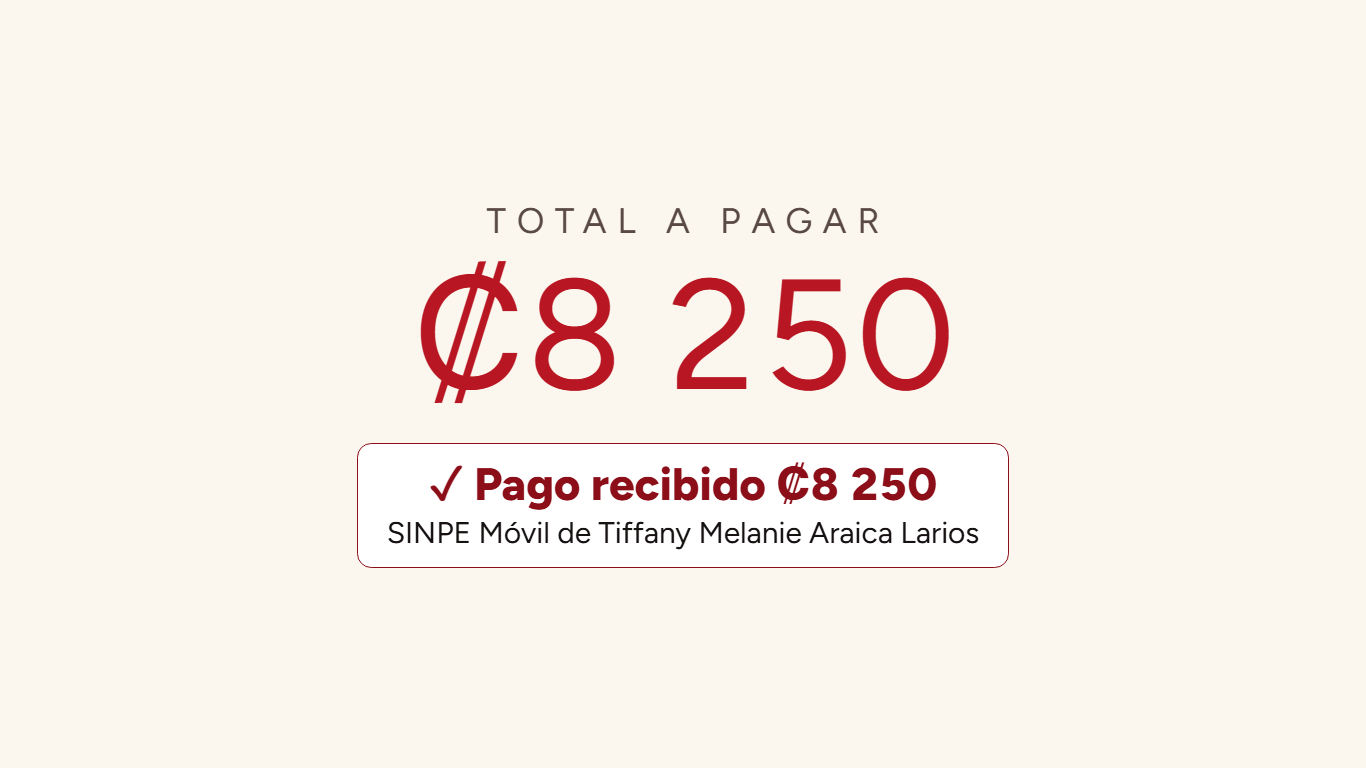 TOTAL A PAGAR
₡8 250
✓ Pago recibido ₡8 250
SINPE Móvil de Tiffany Melanie Araica Larios